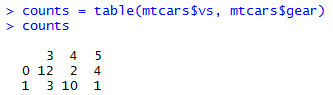 > counts = table(mtcars$vs, mtcars$gear)
> counts
     3  4  5
  0 12  2  4
  1  3 10  1